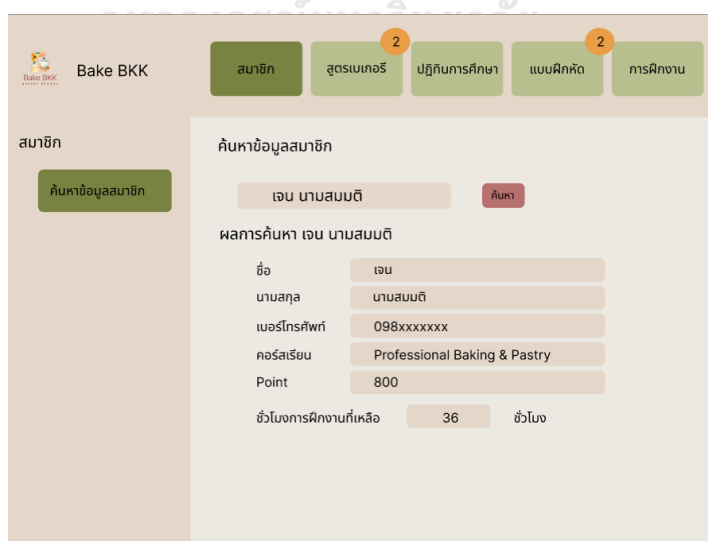 Bake BKK
Bake BKK
สมาชิก
สูตรเบเกอรี
2
ปฎิทินการศึกษา
แบบฝึกหัด
2
การฝึกงาน
สมาชิก
ค้นหาข้อมูลสมาชิก
ค้นหาข้อมูลสมาชิก
เจน นามสมมติ
ค้นหา
ผลการค้นหา เจน นามสมมติ
ชื่อ เจน
นามสกุล นามสมมติ
เบอร์โทรศัพท์ 098xxxxxxx
คอร์สเรียน Professional Baking & Pastry
Point 800
ชั่วโมงการฝึกงานที่เหลือ 36 ชั่วโมง